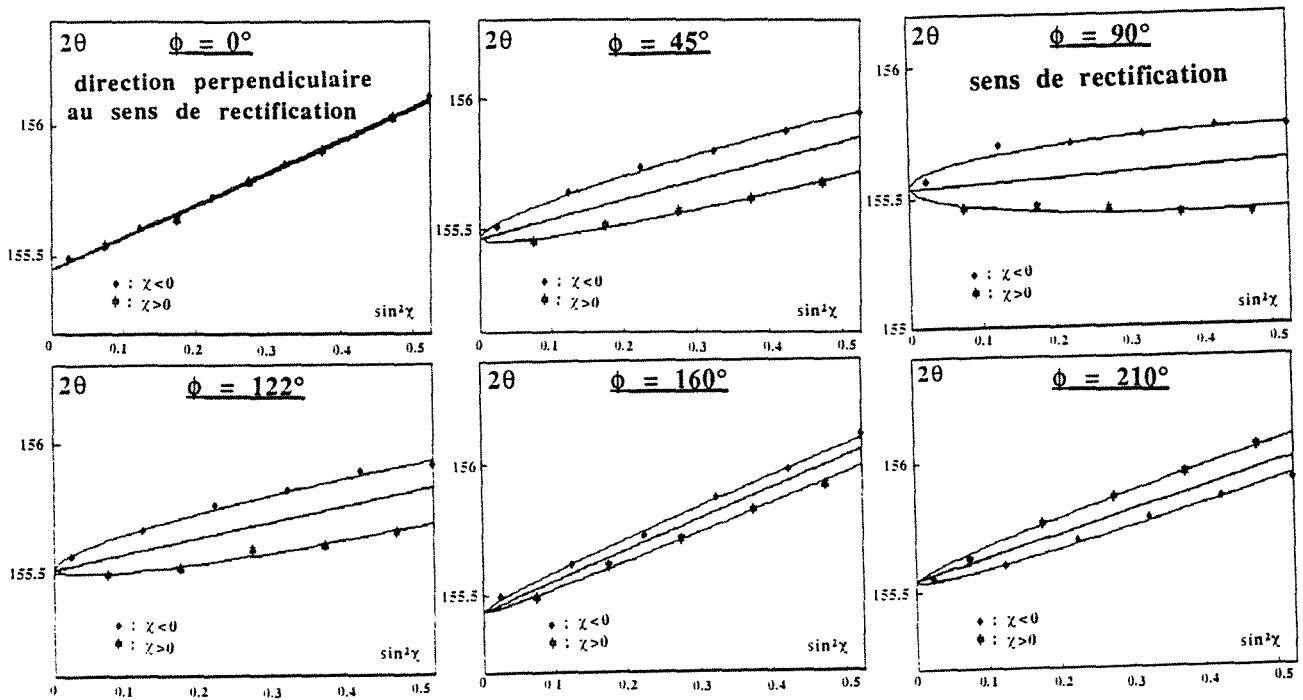 2θ ϕ = 0°
direction perpendiculaire
au sens de rectification
156
155.5
♦ : χ<0
⧳ : χ>0
sin²χ
0 0.1 0.2 0.3 0.4 0.5
2θ ϕ = 45°
156
155.5
♦ : χ<0
⧳ : χ>0
sin²χ
0 0.1 0.2 0.3 0.4 0.5
2θ ϕ = 90°
sens de rectification
156
155.5
155
♦ : χ<0
⧳ : χ>0
sin²χ
0 0.1 0.2 0.3 0.4 0.5
2θ ϕ = 122°
156
155.5
♦ : χ<0
⧳ : χ>0
sin²χ
0 0.1 0.2 0.3 0.4 0.5
2θ ϕ = 160°
156
155.5
♦ : χ<0
⧳ : χ>0
sin²χ
0 0.1 0.2 0.3 0.4 0.5
2θ ϕ = 210°
156
155.5
♦ : χ<0
⧳ : χ>0
sin²χ
0 0.1 0.2 0.3 0.4 0.5